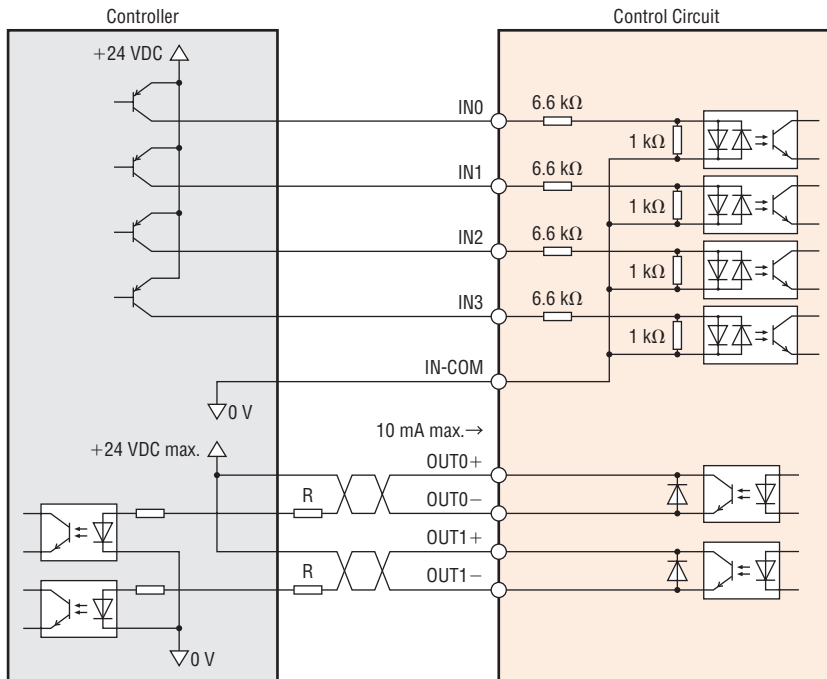 Controller
Control Circuit
+24 VDC
IN0
6.6 kΩ
1 kΩ
IN1
6.6 kΩ
1 kΩ
IN2
6.6 kΩ
1 kΩ
IN3
6.6 kΩ
1 kΩ
IN-COM
0 V
10 mA max.→
+24 VDC max.
OUT0+
R
OUT0−
OUT1+
R
OUT1−
0 V